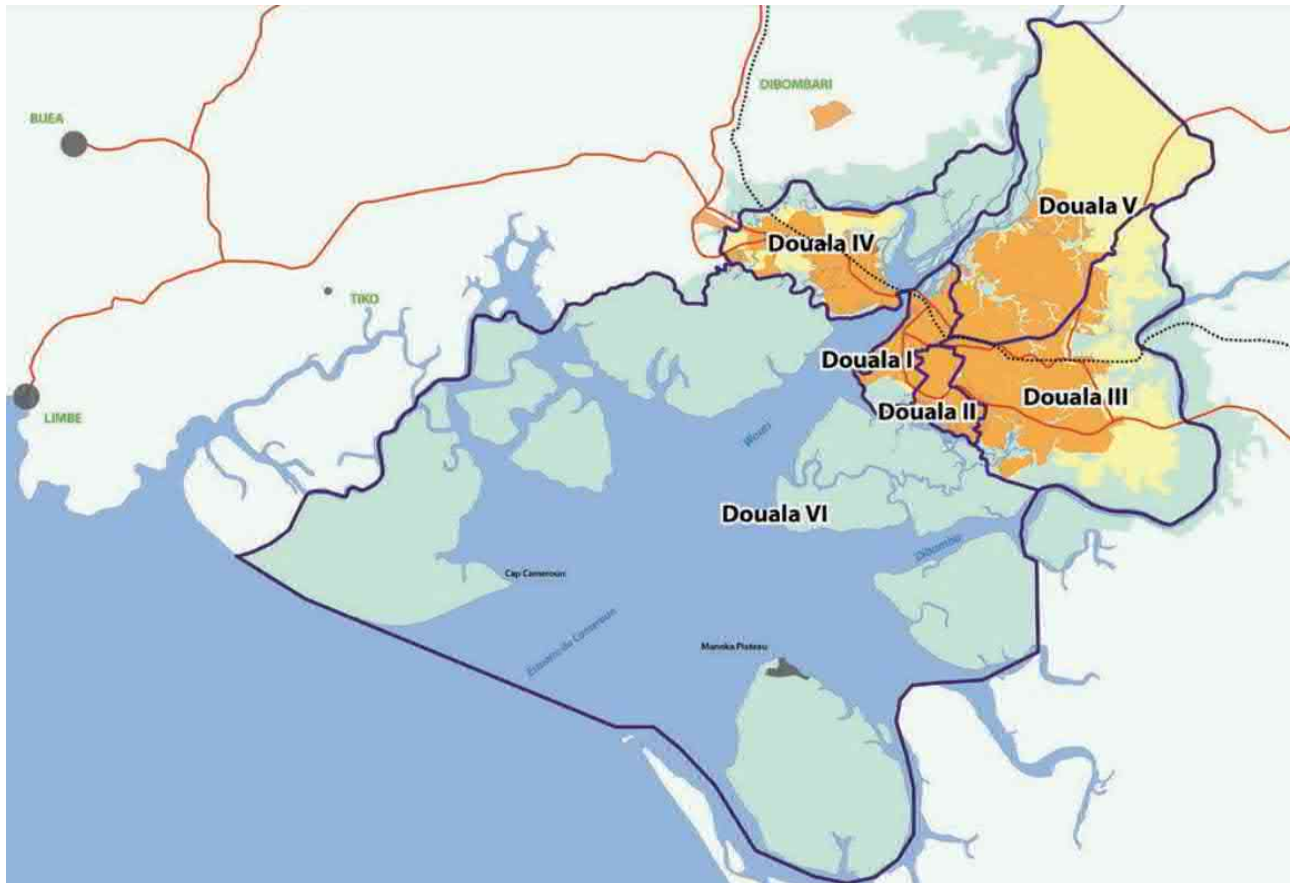 DIBOMBARI
BUEA
Douala V
Douala IV
TIKO
Douala I
Douala III
LIMBE
Douala II
Wouri
Douala VI
Dibamba
Cap Cameroun
Estuaire du Cameroun
Manoka Plateau